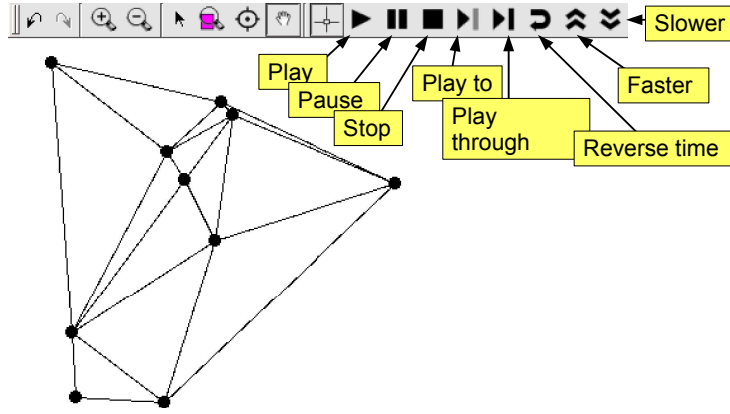 Slower
Play
Pause
Stop
Play to
Play
through
Faster
Reverse time